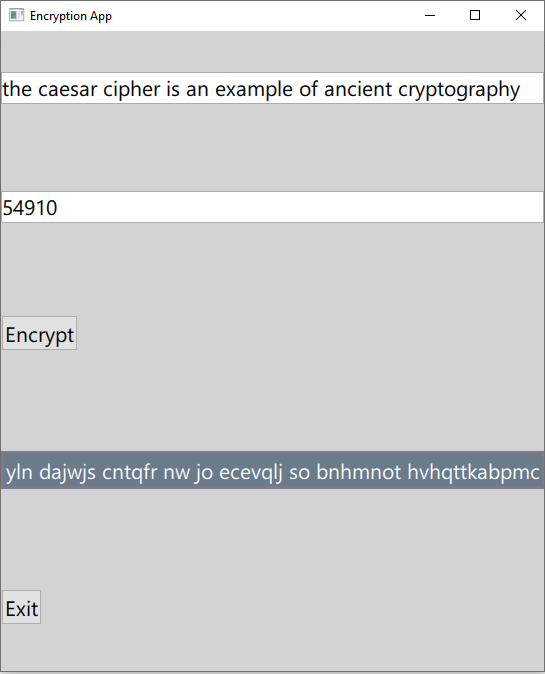 Encryption App
the caesar cipher is an example of ancient cryptography
54910
Encrypt
yln dajwjs cntqfr nw jo ecevqlj so bnhmnot hvhqttkabpmc
Exit